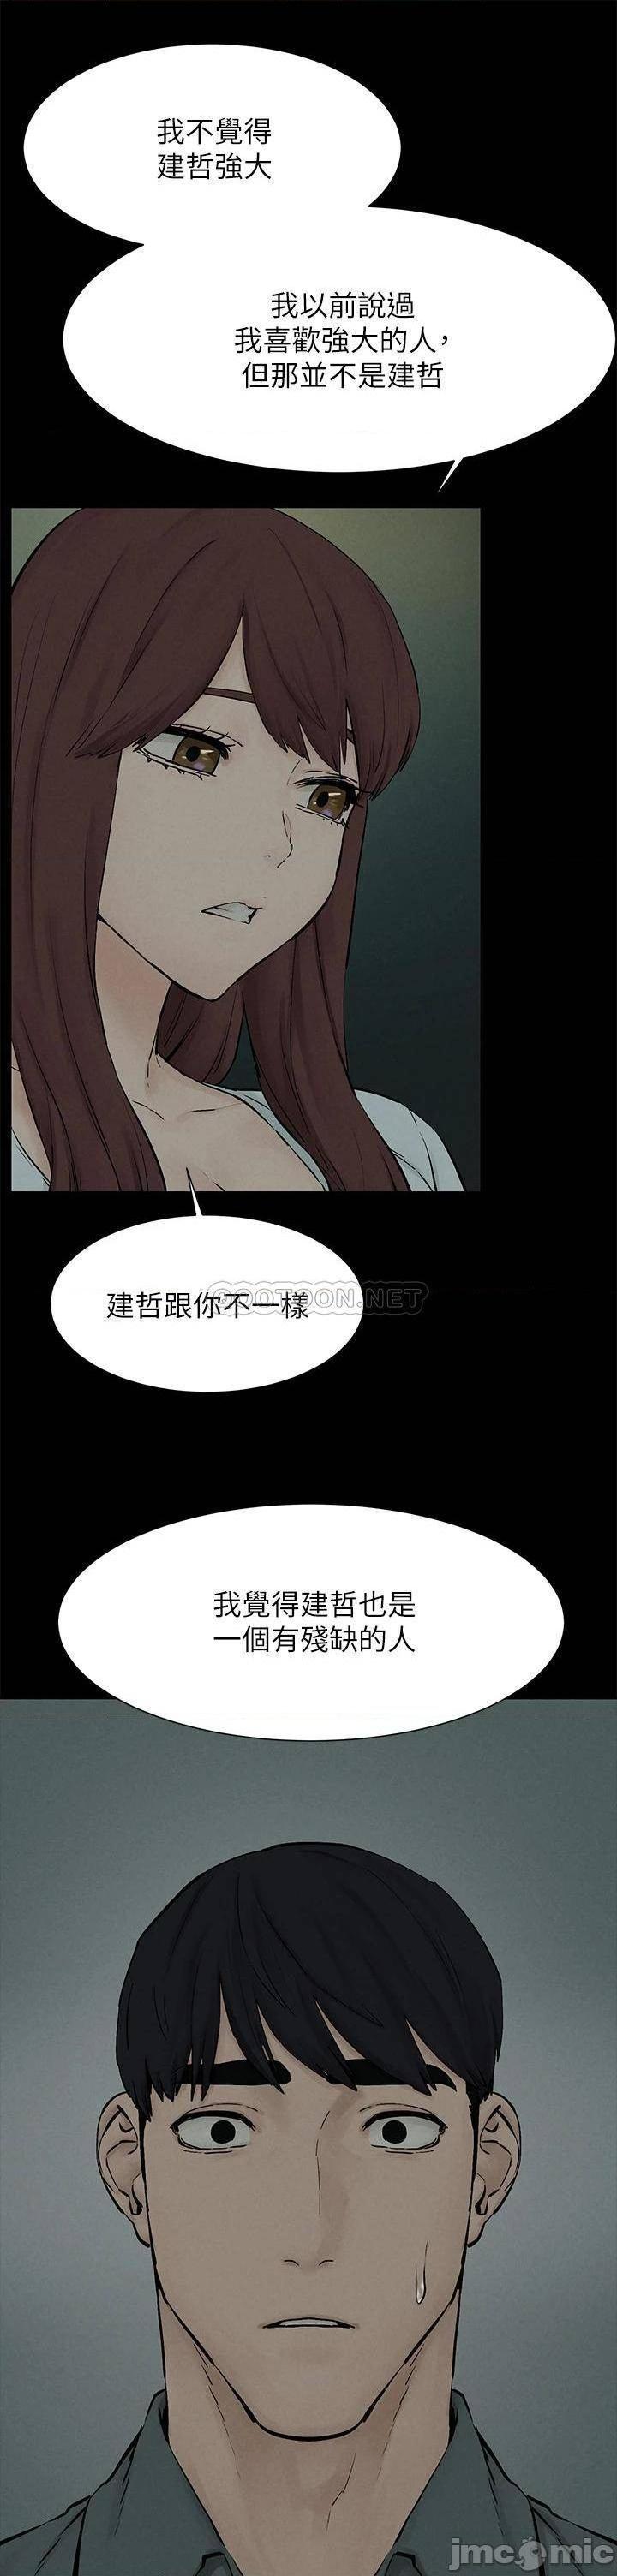 我不覺得
建哲強大
我以前說過
我喜歡強大的人，
但那並不是建哲
建哲跟你不一樣
我覺得建哲也是
一個有殘缺的人
jmcomic